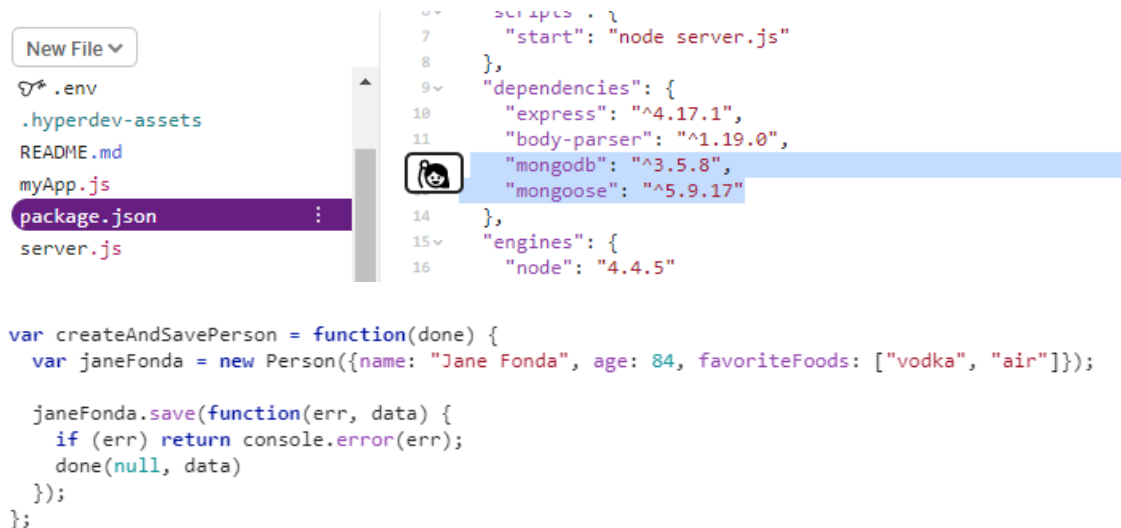 New File
.env
.hyperdev-assets
README.md
myApp.js
package.json
server.js
6 "scripts": {
7 "start": "node server.js"
8 },
9 "dependencies": {
10 "express": "^4.17.1",
11 "body-parser": "^1.19.0",
"mongodb": "^3.5.8",
"mongoose": "^5.9.17"
14 },
15 "engines": {
16 "node": "4.4.5"
var createAndSavePerson = function(done) {
var janeFonda = new Person({name: "Jane Fonda", age: 84, favoriteFoods: ["vodka", "air"]});
janeFonda.save(function(err, data) {
if (err) return console.error(err);
done(null, data)
});
};